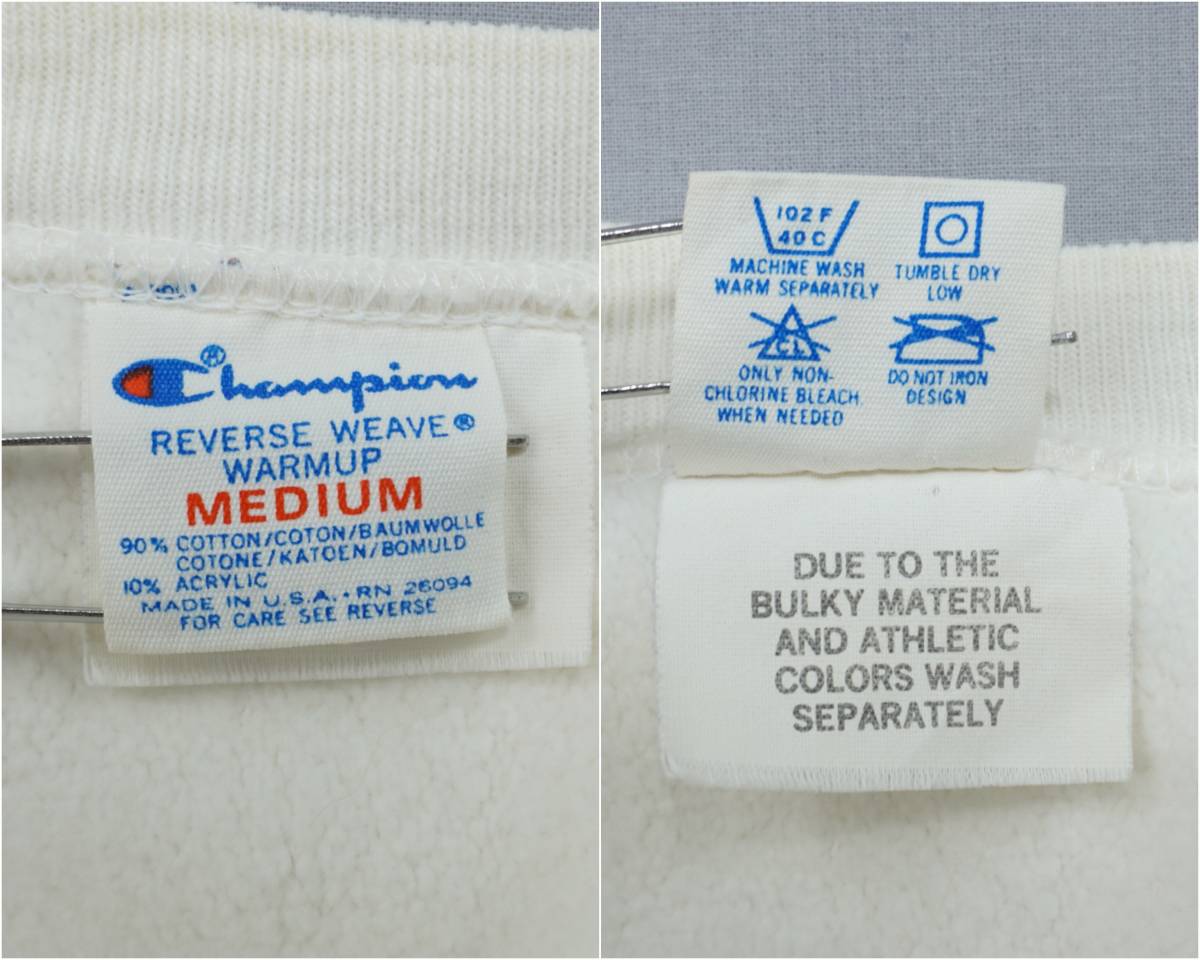 Champion®
REVERSE WEAVE®
WARMUP
MEDIUM
90% COTTON/COTON/BAUMWOLLE
COTONE/KATOEN/BOMULD
10% ACRYLIC
MADE IN U.S.A. · RN 26094
FOR CARE SEE REVERSE
102 F
40 C
MACHINE WASH
WARM SEPARATELY
TUMBLE DRY
LOW
CL
ONLY NON-
CHLORINE BLEACH
WHEN NEEDED
DO NOT IRON
DESIGN
DUE TO THE
BULKY MATERIAL
AND ATHLETIC
COLORS WASH
SEPARATELY